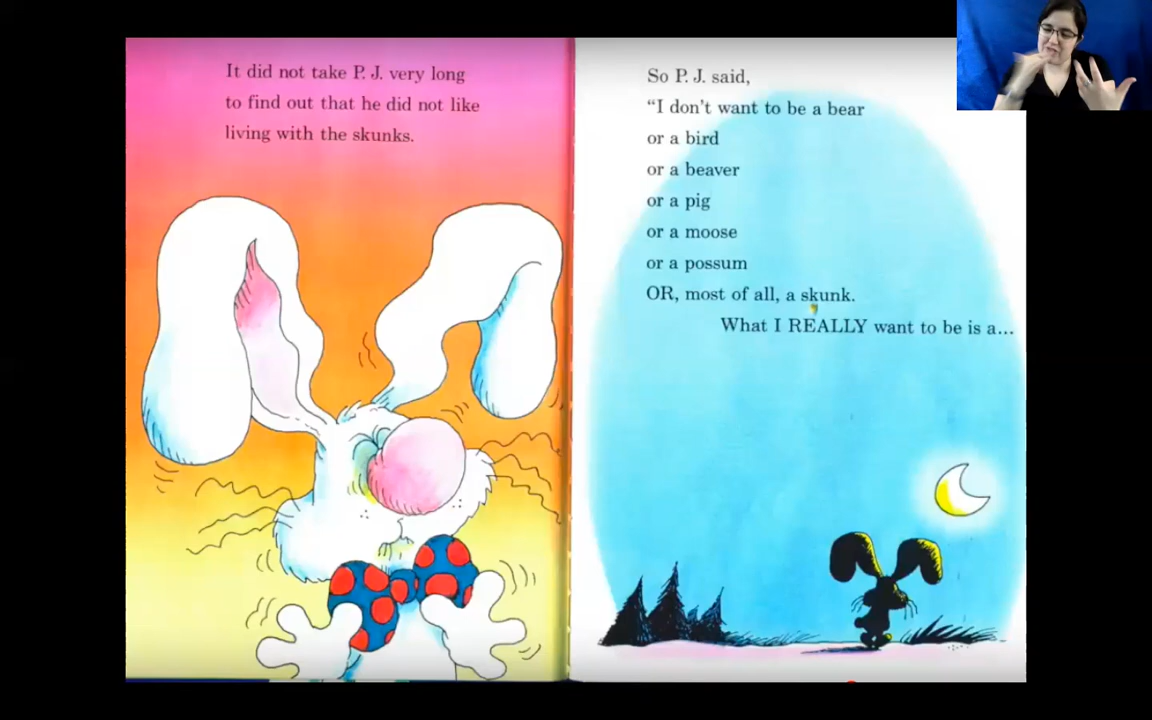 It did not take P. J. very long
to find out that he did not like
living with the skunks.
So P. J. said,
“I don’t want to be a bear
or a bird
or a beaver
or a pig
or a moose
or a possum
OR, most of all, a skunk.
What I REALLY want to be is a...